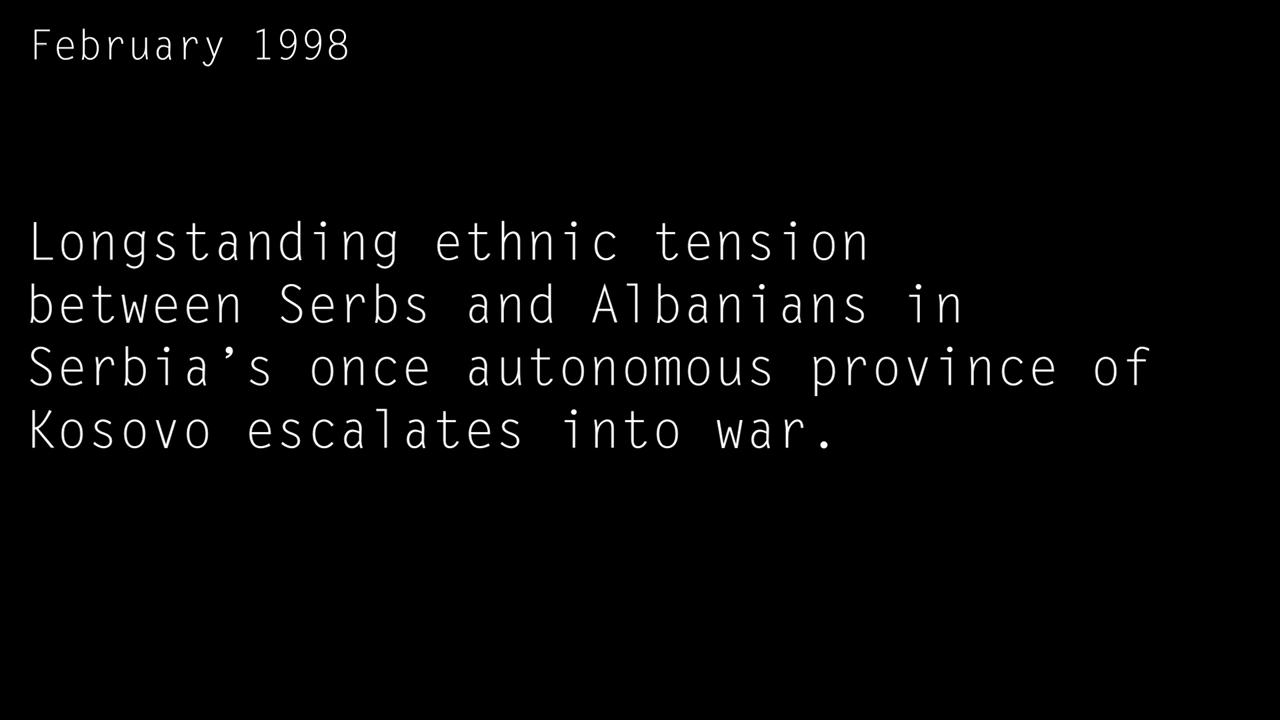 February 1998
Longstanding ethnic tension
between Serbs and Albanians in
Serbia’s once autonomous province of
Kosovo escalates into war.